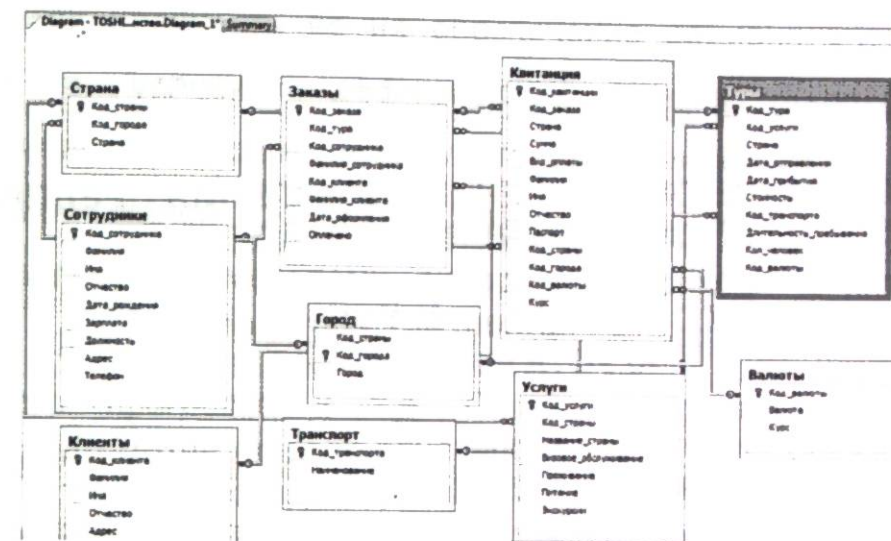 Diagram - TOSHI...нство.Diagram_1* Summary
Страна
Код_страны
Код_города
Страна
Заказы
Код_заказа
Код_тура
Код_сотрудника
Фамилия_сотрудника
Код_клиента
Фамилия_клиента
Дата_оформления
Оплачено
Квитанция
Код_квитанции
Код_заказа
Страна
Сумма
Вид_оплаты
Фамилия
Имя
Отчество
Паспорт
Код_страны
Код_города
Код_валюты
Курс
Туры
Код_тура
Код_услуги
Страна
Дата_отправления
Дата_прибытия
Стоимость
Код_транспорта
Длительность_пребывания
Кол_человек
Код_валюты
Сотрудники
Код_сотрудника
Фамилия
Имя
Отчество
Дата_рождения
Зарплата
Должность
Адрес
Телефон
Город
Код_страны
Код_города
Город
Услуги
Код_услуги
Код_страны
Название_страны
Визовое_обслуживание
Проживание
Питание
Экскурсии
Валюты
Код_валюты
Валюта
Курс
Клиенты
Код_клиента
Фамилия
Имя
Отчество
Адрес
Транспорт
Код_транспорта
Наименование